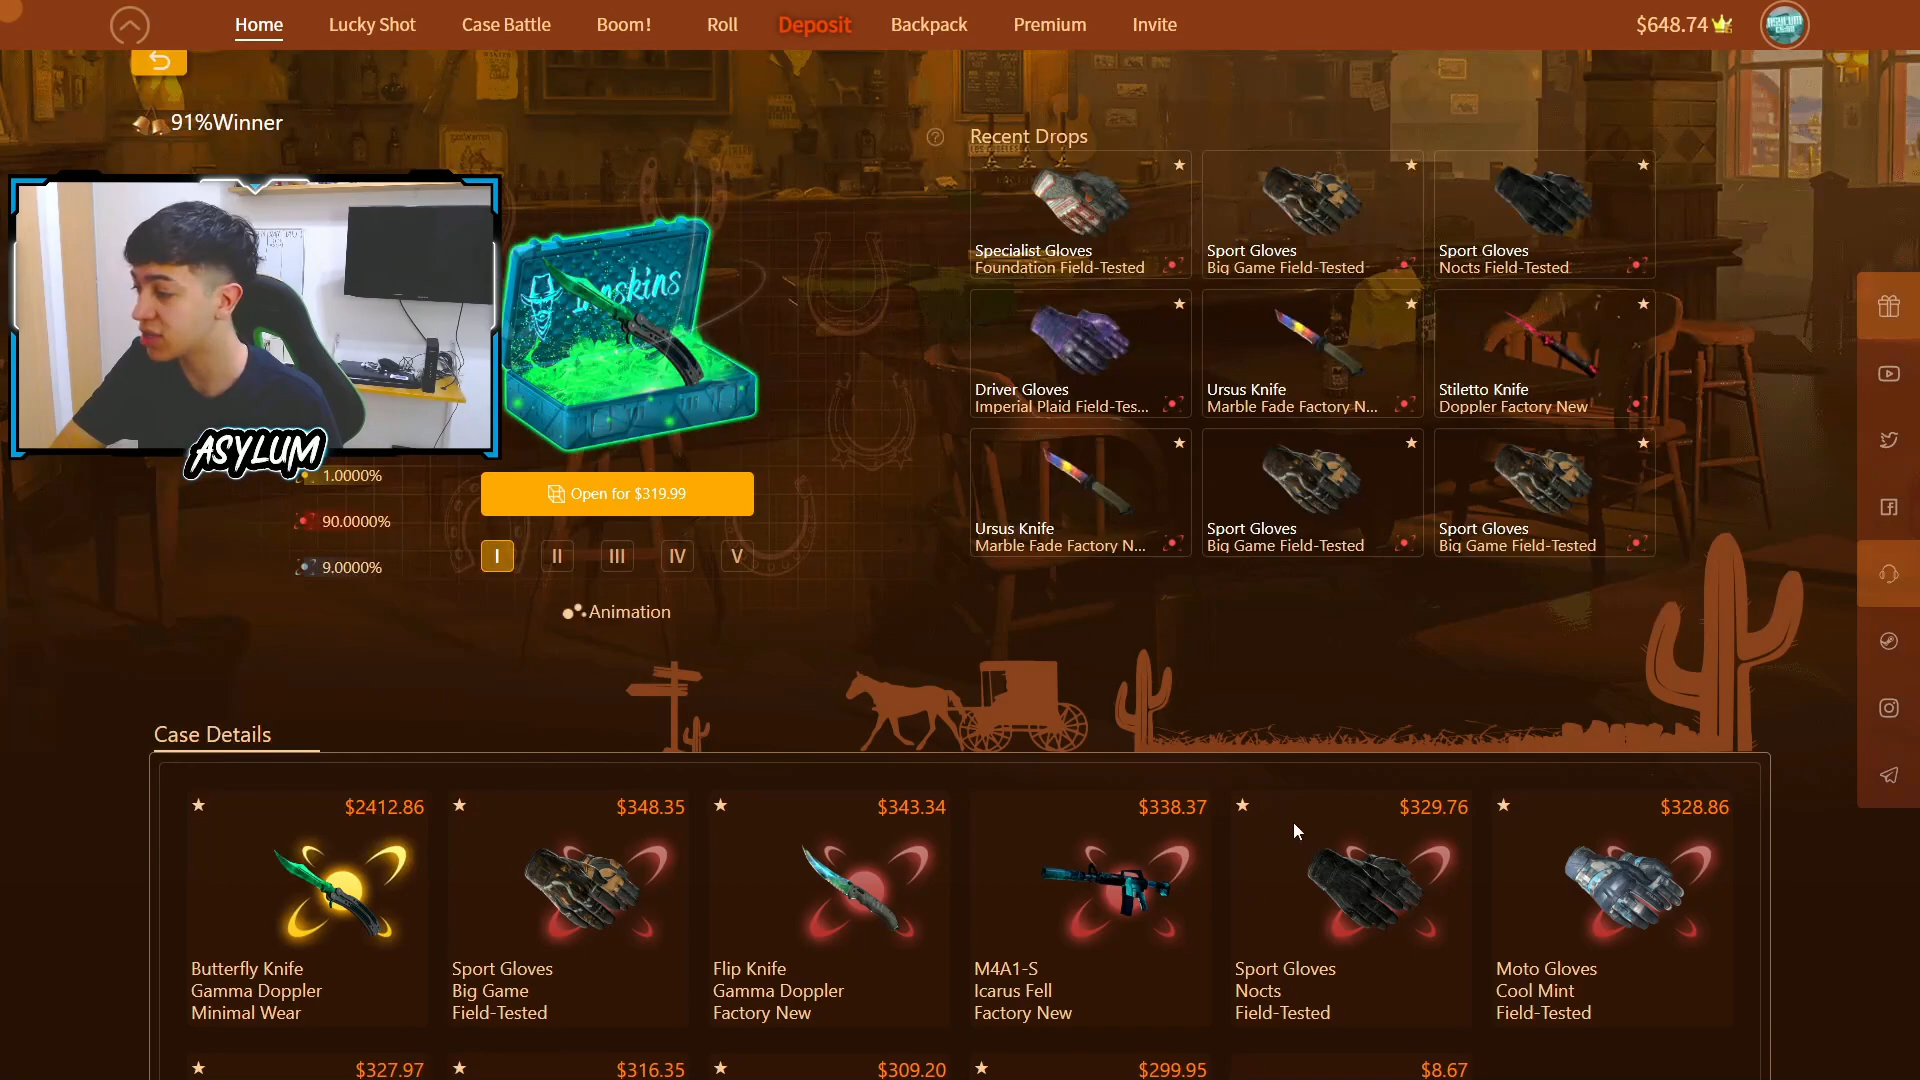 Home
Lucky Shot
Case Battle
Boom!
Roll
Deposit
Backpack
Premium
Invite
$648.74
91%Winner
ASYLUM
1.0000%
90.0000%
9.0000%
Open for $319.99
I
II
III
IV
V
Animation
Recent Drops
Specialist Gloves
Foundation Field-Tested
Sport Gloves
Big Game Field-Tested
Sport Gloves
Nocts Field-Tested
Driver Gloves
Imperial Plaid Field-Tes...
Ursus Knife
Marble Fade Factory N...
Stiletto Knife
Doppler Factory New
Ursus Knife
Marble Fade Factory N...
Sport Gloves
Big Game Field-Tested
Sport Gloves
Big Game Field-Tested
Case Details
$2412.86
Butterfly Knife
Gamma Doppler
Minimal Wear
$348.35
Sport Gloves
Big Game
Field-Tested
$343.34
Flip Knife
Gamma Doppler
Factory New
$338.37
M4A1-S
Icarus Fell
Factory New
$329.76
Sport Gloves
Nocts
Field-Tested
$328.86
Moto Gloves
Cool Mint
Field-Tested
$327.97
$316.35
$309.20
$299.95
$8.67